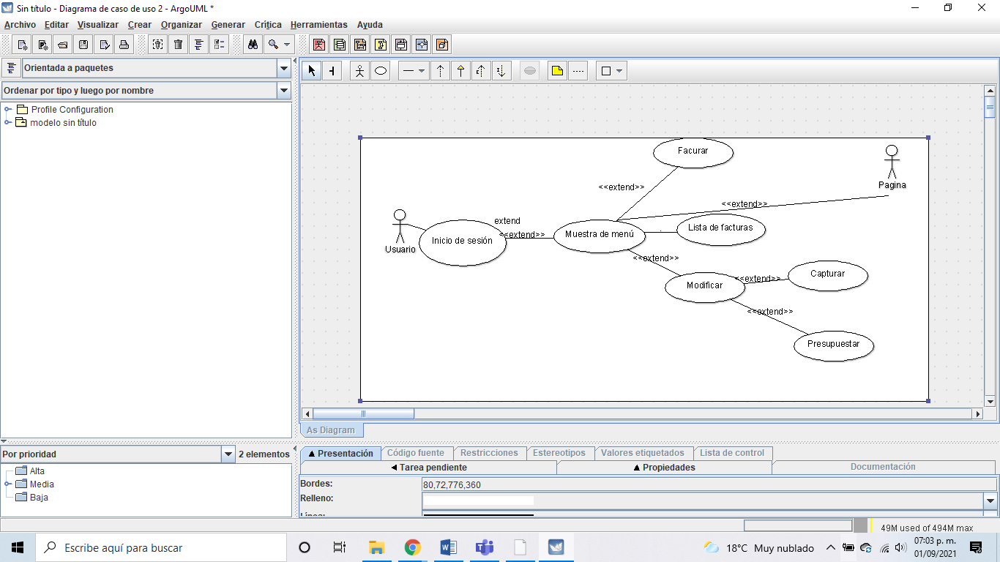 Sin título - Diagrama de caso de uso 2 - ArgoUML *
Archivo Editar Visualizar Crear Organizar Generar Crítica Herramientas Ayuda
Orientada a paquetes
Ordenar por tipo y luego por nombre
Profile Configuration
modelo sin título
Facurar
<<extend>>
Pagina
<<extend>>
extend
<<extend>>
Usuario
Inicio de sesión
Muestra de menú
Lista de facturas
<<extend>>
Modificar
<<extend>>
Capturar
<<extend>>
Presupuestar
As Diagram
Por prioridad
2 elementos
Alta
Media
Baja
Presentación Código fuente Restricciones Estereotipos Valores etiquetados Lista de control
Tarea pendiente Propiedades Documentación
Bordes:
80,72,776,360
Relleno:
Línea:
49M used of 494M max
Escribe aquí para buscar
18°C Muy nublado
07:03 p. m.
01/09/2021